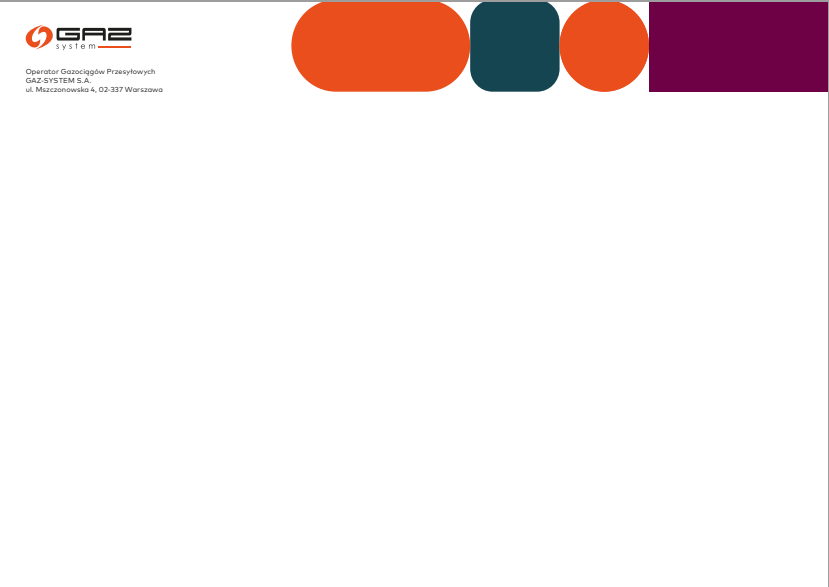 GAZ
system
Operator Gazociągów Przesyłowych
GAZ-SYSTEM S.A.
ul. Mszczonowska 4, 02-337 Warszawa